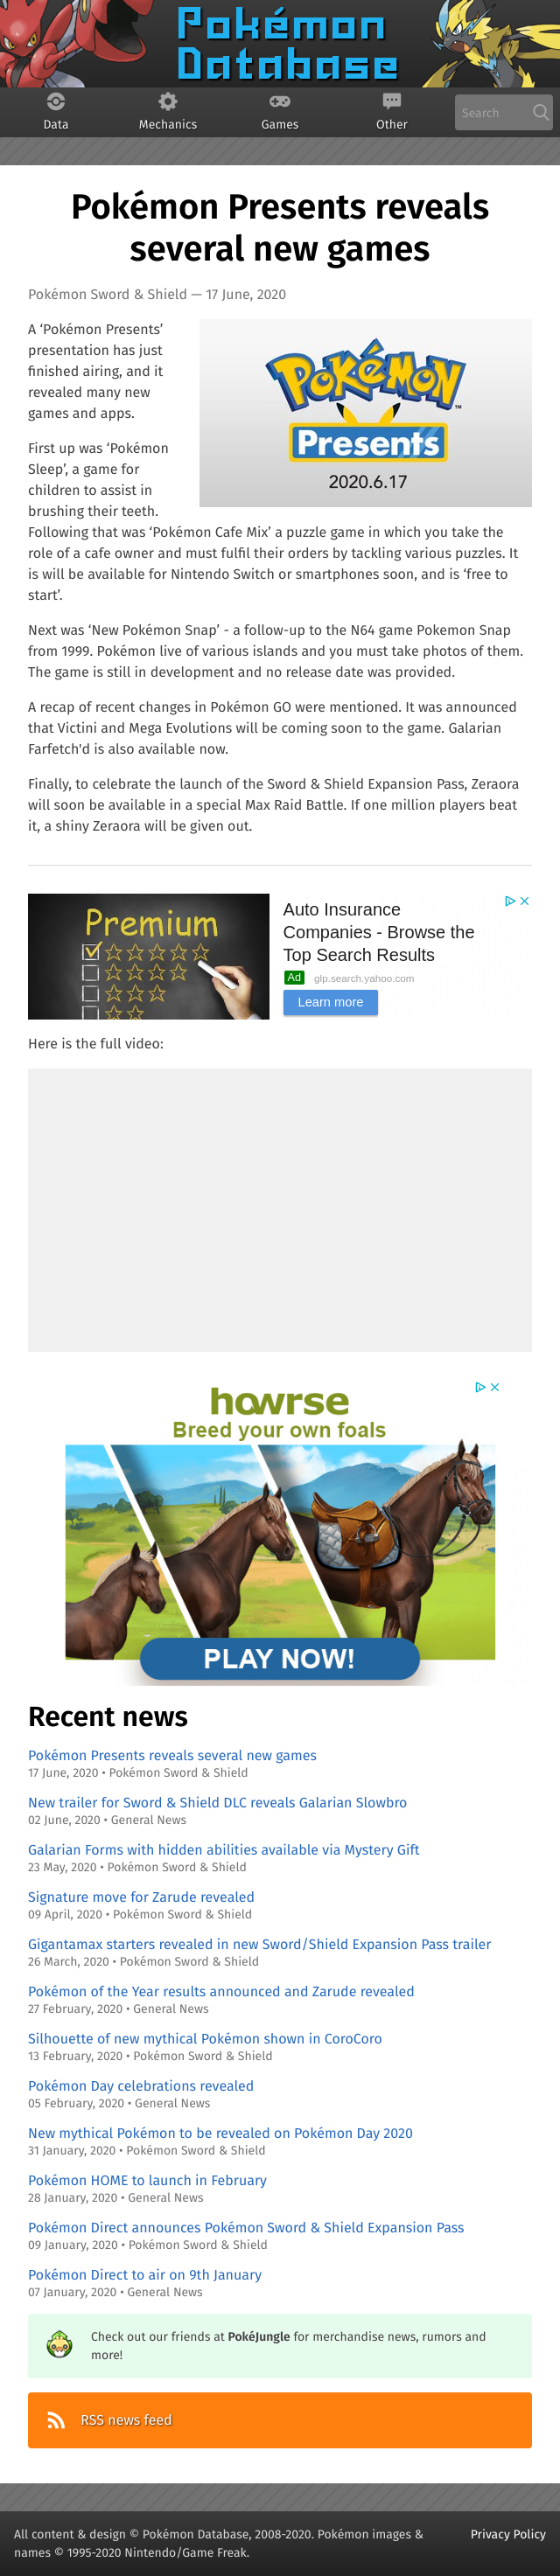 Pokémon
Database
Data
Mechanics
Games
Other
Search
Pokémon Presents reveals
several new games
Pokémon Sword & Shield — 17 June, 2020
A ‘Pokémon Presents’
presentation has just
finished airing, and it
revealed many new
games and apps.
POKéMON
TM
Presents
2020.6.17
First up was ‘Pokémon
Sleep’, a game for
children to assist in
brushing their teeth.
Following that was ‘Pokémon Cafe Mix’ a puzzle game in which you take the
role of a cafe owner and must fulfil their orders by tackling various puzzles. It
is will be available for Nintendo Switch or smartphones soon, and is ‘free to
start’.
Next was ‘New Pokémon Snap’ - a follow-up to the N64 game Pokemon Snap
from 1999. Pokémon live of various islands and you must take photos of them.
The game is still in development and no release date was provided.
A recap of recent changes in Pokémon GO were mentioned. It was announced
that Victini and Mega Evolutions will be coming soon to the game. Galarian
Farfetch'd is also available now.
Finally, to celebrate the launch of the Sword & Shield Expansion Pass, Zeraora
will soon be available in a special Max Raid Battle. If one million players beat
it, a shiny Zeraora will be given out.
Premium
Auto Insurance
Companies - Browse the
Top Search Results
Ad glp.search.yahoo.com
Learn more
Here is the full video:
howrse
Breed your own foals
PLAY NOW!
Recent news
Pokémon Presents reveals several new games
17 June, 2020 • Pokémon Sword & Shield
New trailer for Sword & Shield DLC reveals Galarian Slowbro
02 June, 2020 • General News
Galarian Forms with hidden abilities available via Mystery Gift
23 May, 2020 • Pokémon Sword & Shield
Signature move for Zarude revealed
09 April, 2020 • Pokémon Sword & Shield
Gigantamax starters revealed in new Sword/Shield Expansion Pass trailer
26 March, 2020 • Pokémon Sword & Shield
Pokémon of the Year results announced and Zarude revealed
27 February, 2020 • General News
Silhouette of new mythical Pokémon shown in CoroCoro
13 February, 2020 • Pokémon Sword & Shield
Pokémon Day celebrations revealed
05 February, 2020 • General News
New mythical Pokémon to be revealed on Pokémon Day 2020
31 January, 2020 • Pokémon Sword & Shield
Pokémon HOME to launch in February
28 January, 2020 • General News
Pokémon Direct announces Pokémon Sword & Shield Expansion Pass
09 January, 2020 • Pokémon Sword & Shield
Pokémon Direct to air on 9th January
07 January, 2020 • General News
Check out our friends at PokéJungle for merchandise news, rumors and
more!
RSS news feed
All content & design © Pokémon Database, 2008-2020. Pokémon images &
names © 1995-2020 Nintendo/Game Freak.
Privacy Policy